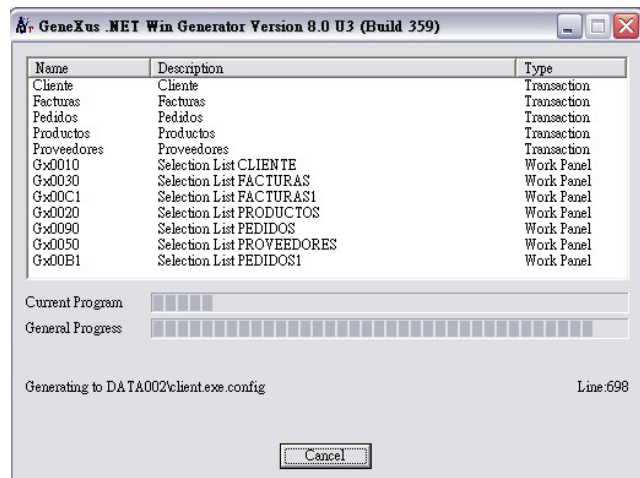 GeneXus .NET Win Generator Version 8.0 U3 (Build 359)
Name Description Type
Cliente Cliente Transaction
Facturas Facturas Transaction
Pedidos Pedidos Transaction
Productos Productos Transaction
Proveedores Proveedores Transaction
Gx0010 Selection List CLIENTE Work Panel
Gx0030 Selection List FACTURAS Work Panel
Gx00C1 Selection List FACTURAS1 Work Panel
Gx0020 Selection List PRODUCTOS Work Panel
Gx0090 Selection List PEDIDOS Work Panel
Gx0050 Selection List PROVEEDORES Work Panel
Gx00B1 Selection List PEDIDOS1 Work Panel
Current Program
General Progress
Generating to DATA002\client.exe.config Line:698
Cancel